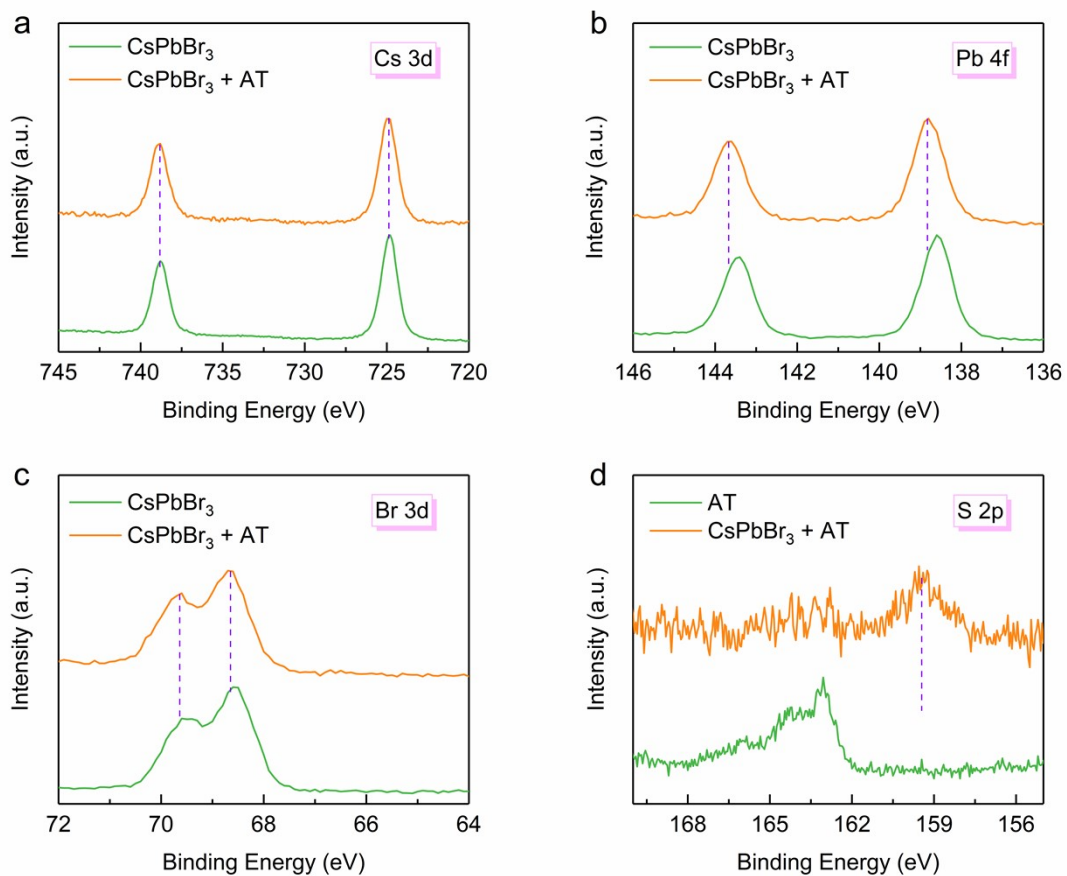 a
CsPbBr₃
CsPbBr₃ + AT
Cs 3d
Intensity (a.u.)
745 740 735 730 725 720
Binding Energy (eV)
b
CsPbBr₃
CsPbBr₃ + AT
Pb 4f
Intensity (a.u.)
146 144 142 140 138 136
Binding Energy (eV)
c
CsPbBr₃
CsPbBr₃ + AT
Br 3d
Intensity (a.u.)
72 70 68 66 64
Binding Energy (eV)
d
AT
CsPbBr₃ + AT
S 2p
Intensity (a.u.)
168 165 162 159 156
Binding Energy (eV)